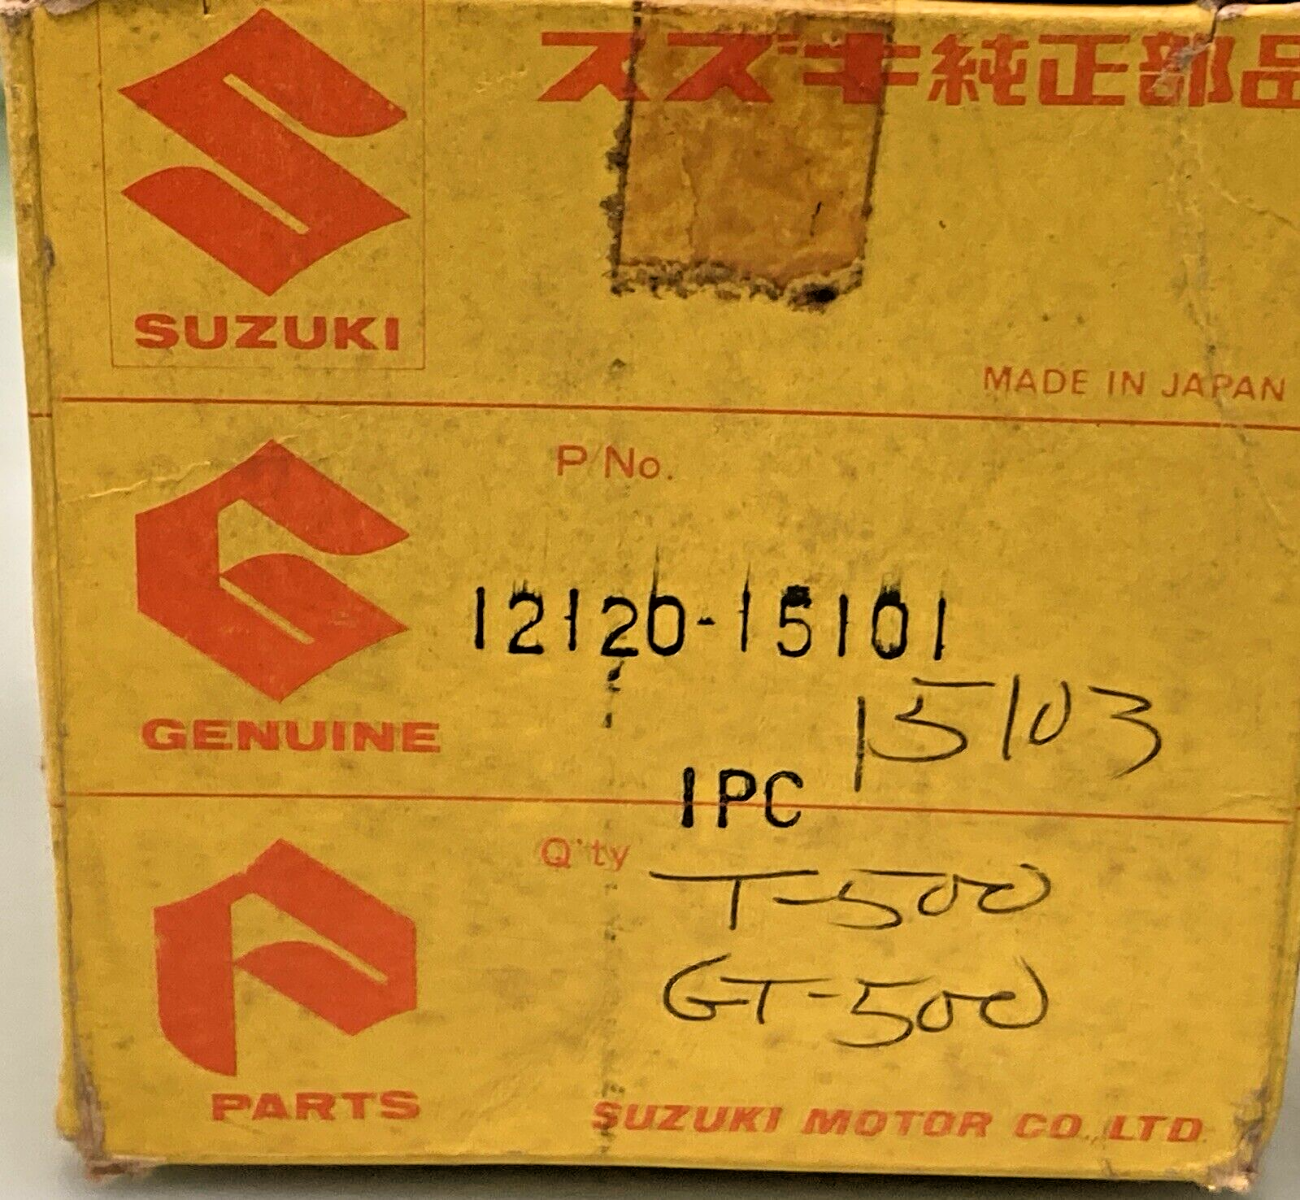 スズキ純正部品
SUZUKI
MADE IN JAPAN
P/No.
12120-15101
15103
GENUINE
1PC
Q'ty
T-500
GT-500
PARTS
SUZUKI MOTOR CO.,LTD.